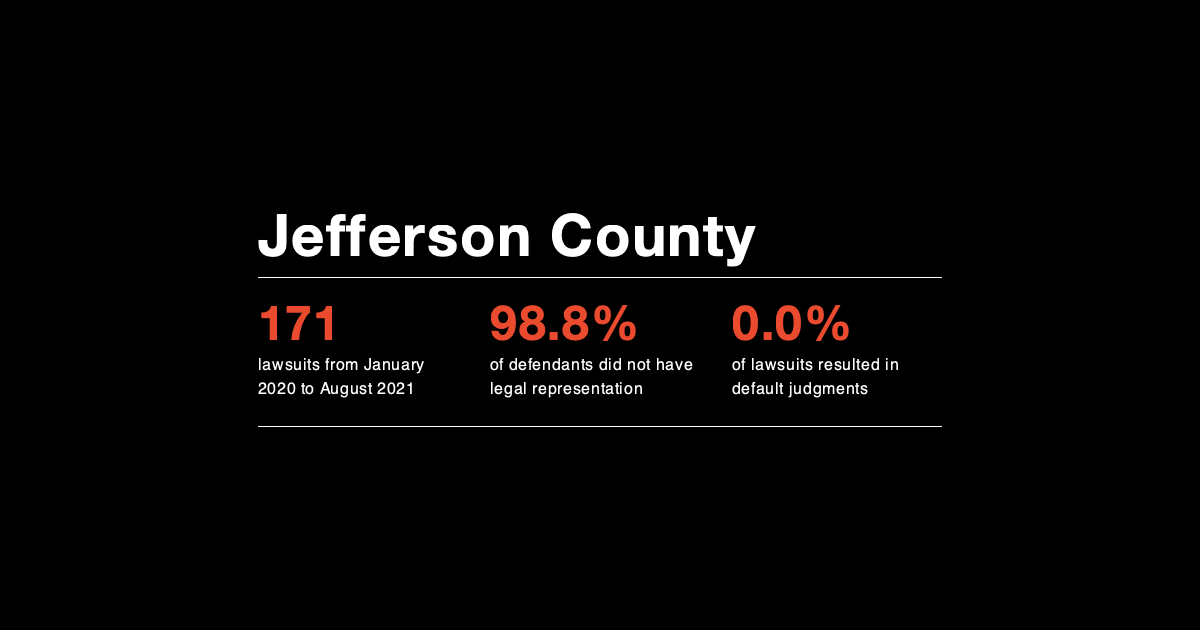 Jefferson County
171
lawsuits from January
2020 to August 2021
98.8%
of defendants did not have
legal representation
0.0%
of lawsuits resulted in
default judgments